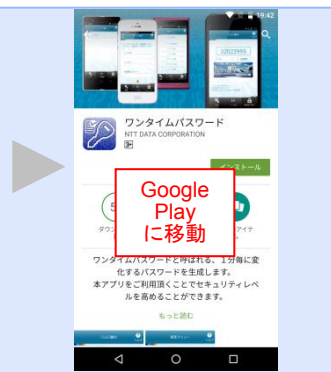 19:42
02023995
ワンタイムパスワード
NTT DATA CORPORATION
インストール
Google
Play
に移動
ワンタイムパスワードと呼ばれる、1分毎に変
化するパスワードを生成します。
本アプリをご利用頂くことでセキュリティレベ
ルを高めることができます。
もっと読む